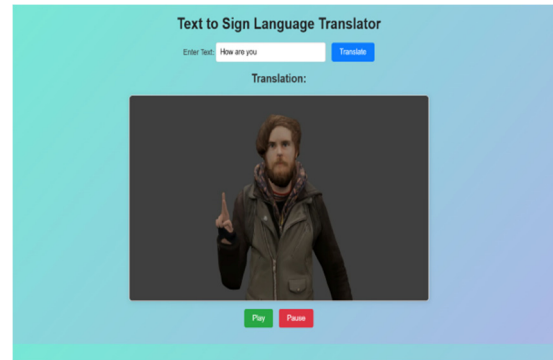 Text to Sign Language Translator
Enter Text: How are you Translate
Translation:
Play Pause